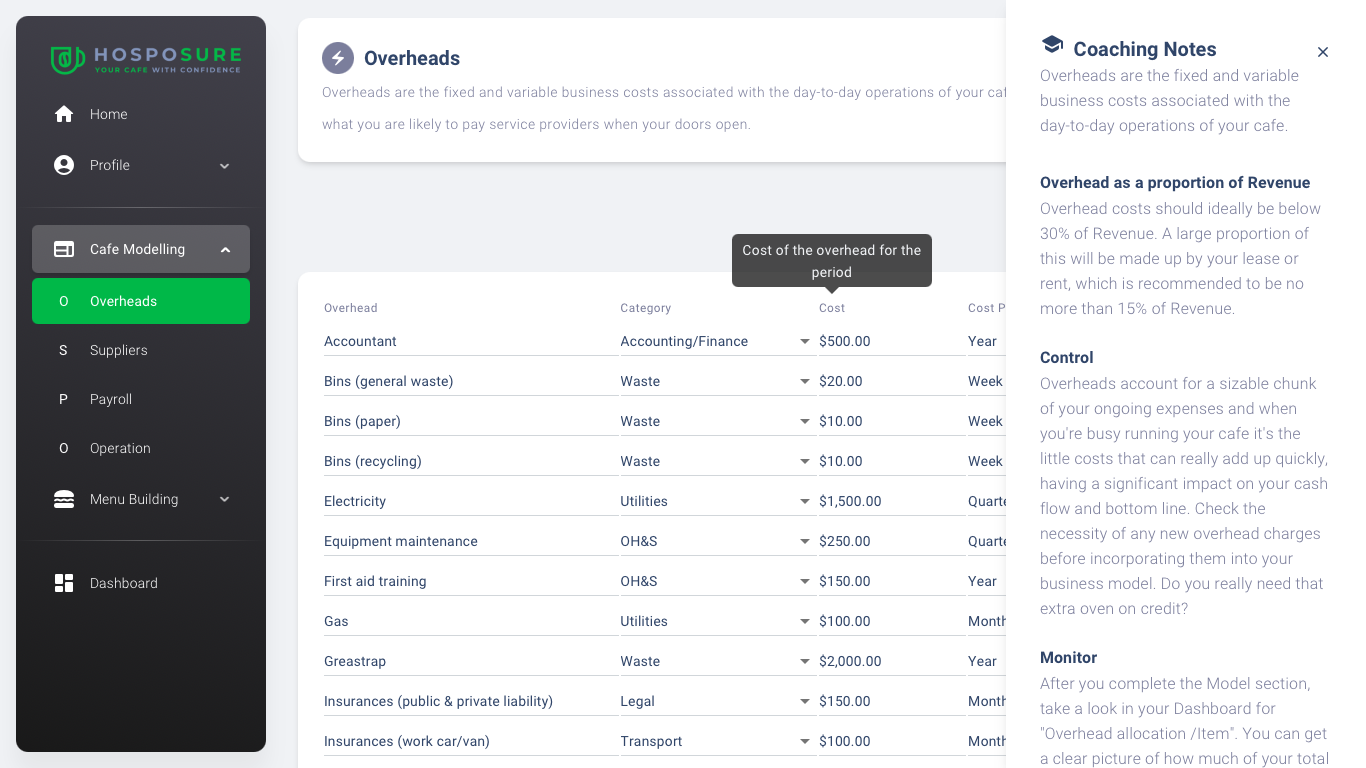 HOSPOSURE
YOUR CAFE WITH CONFIDENCE
Home
Profile
Cafe Modelling
O Overheads
S Suppliers
P Payroll
O Operation
Menu Building
Dashboard
Overheads
Overheads are the fixed and variable business costs associated with the day-to-day operations of your
what you are likely to pay service providers when your doors open.
Cost of the overhead for the
period
Overhead Category Cost Cost
Accountant Accounting/Finance $500.00 Year
Bins (general waste) Waste $20.00 Week
Bins (paper) Waste $10.00 Week
Bins (recycling) Waste $10.00 Week
Electricity Utilities $1,500.00
Equipment maintenance OH&S $250.00
First aid training OH&S $150.00 Year
Gas Utilities $100.00 Month
Greastrap Waste $2,000.00 Year
Insurances (public & private liability) Legal $150.00 Month
Insurances (work car/van) Transport $100.00 Month
Coaching Notes
Overheads are the fixed and variable
business costs associated with the
day-to-day operations of your cafe.
Overhead as a proportion of Revenue
Overhead costs should ideally be below
30% of Revenue. A large proportion of
this will be made up by your lease or
rent, which is recommended to be no
more than 15% of Revenue.
Control
Overheads account for a sizable chunk
of your ongoing expenses and when
you're busy running your cafe it's the
little costs that can really add up quickly,
having a significant impact on your cash
flow and bottom line. Check the
necessity of any new overhead charges
before incorporating them into your
business model. Do you really need that
extra oven on credit?
Monitor
After you complete the Model section,
take a look in your Dashboard for
"Overhead allocation /Item". You can get
a clear picture of how much of your total